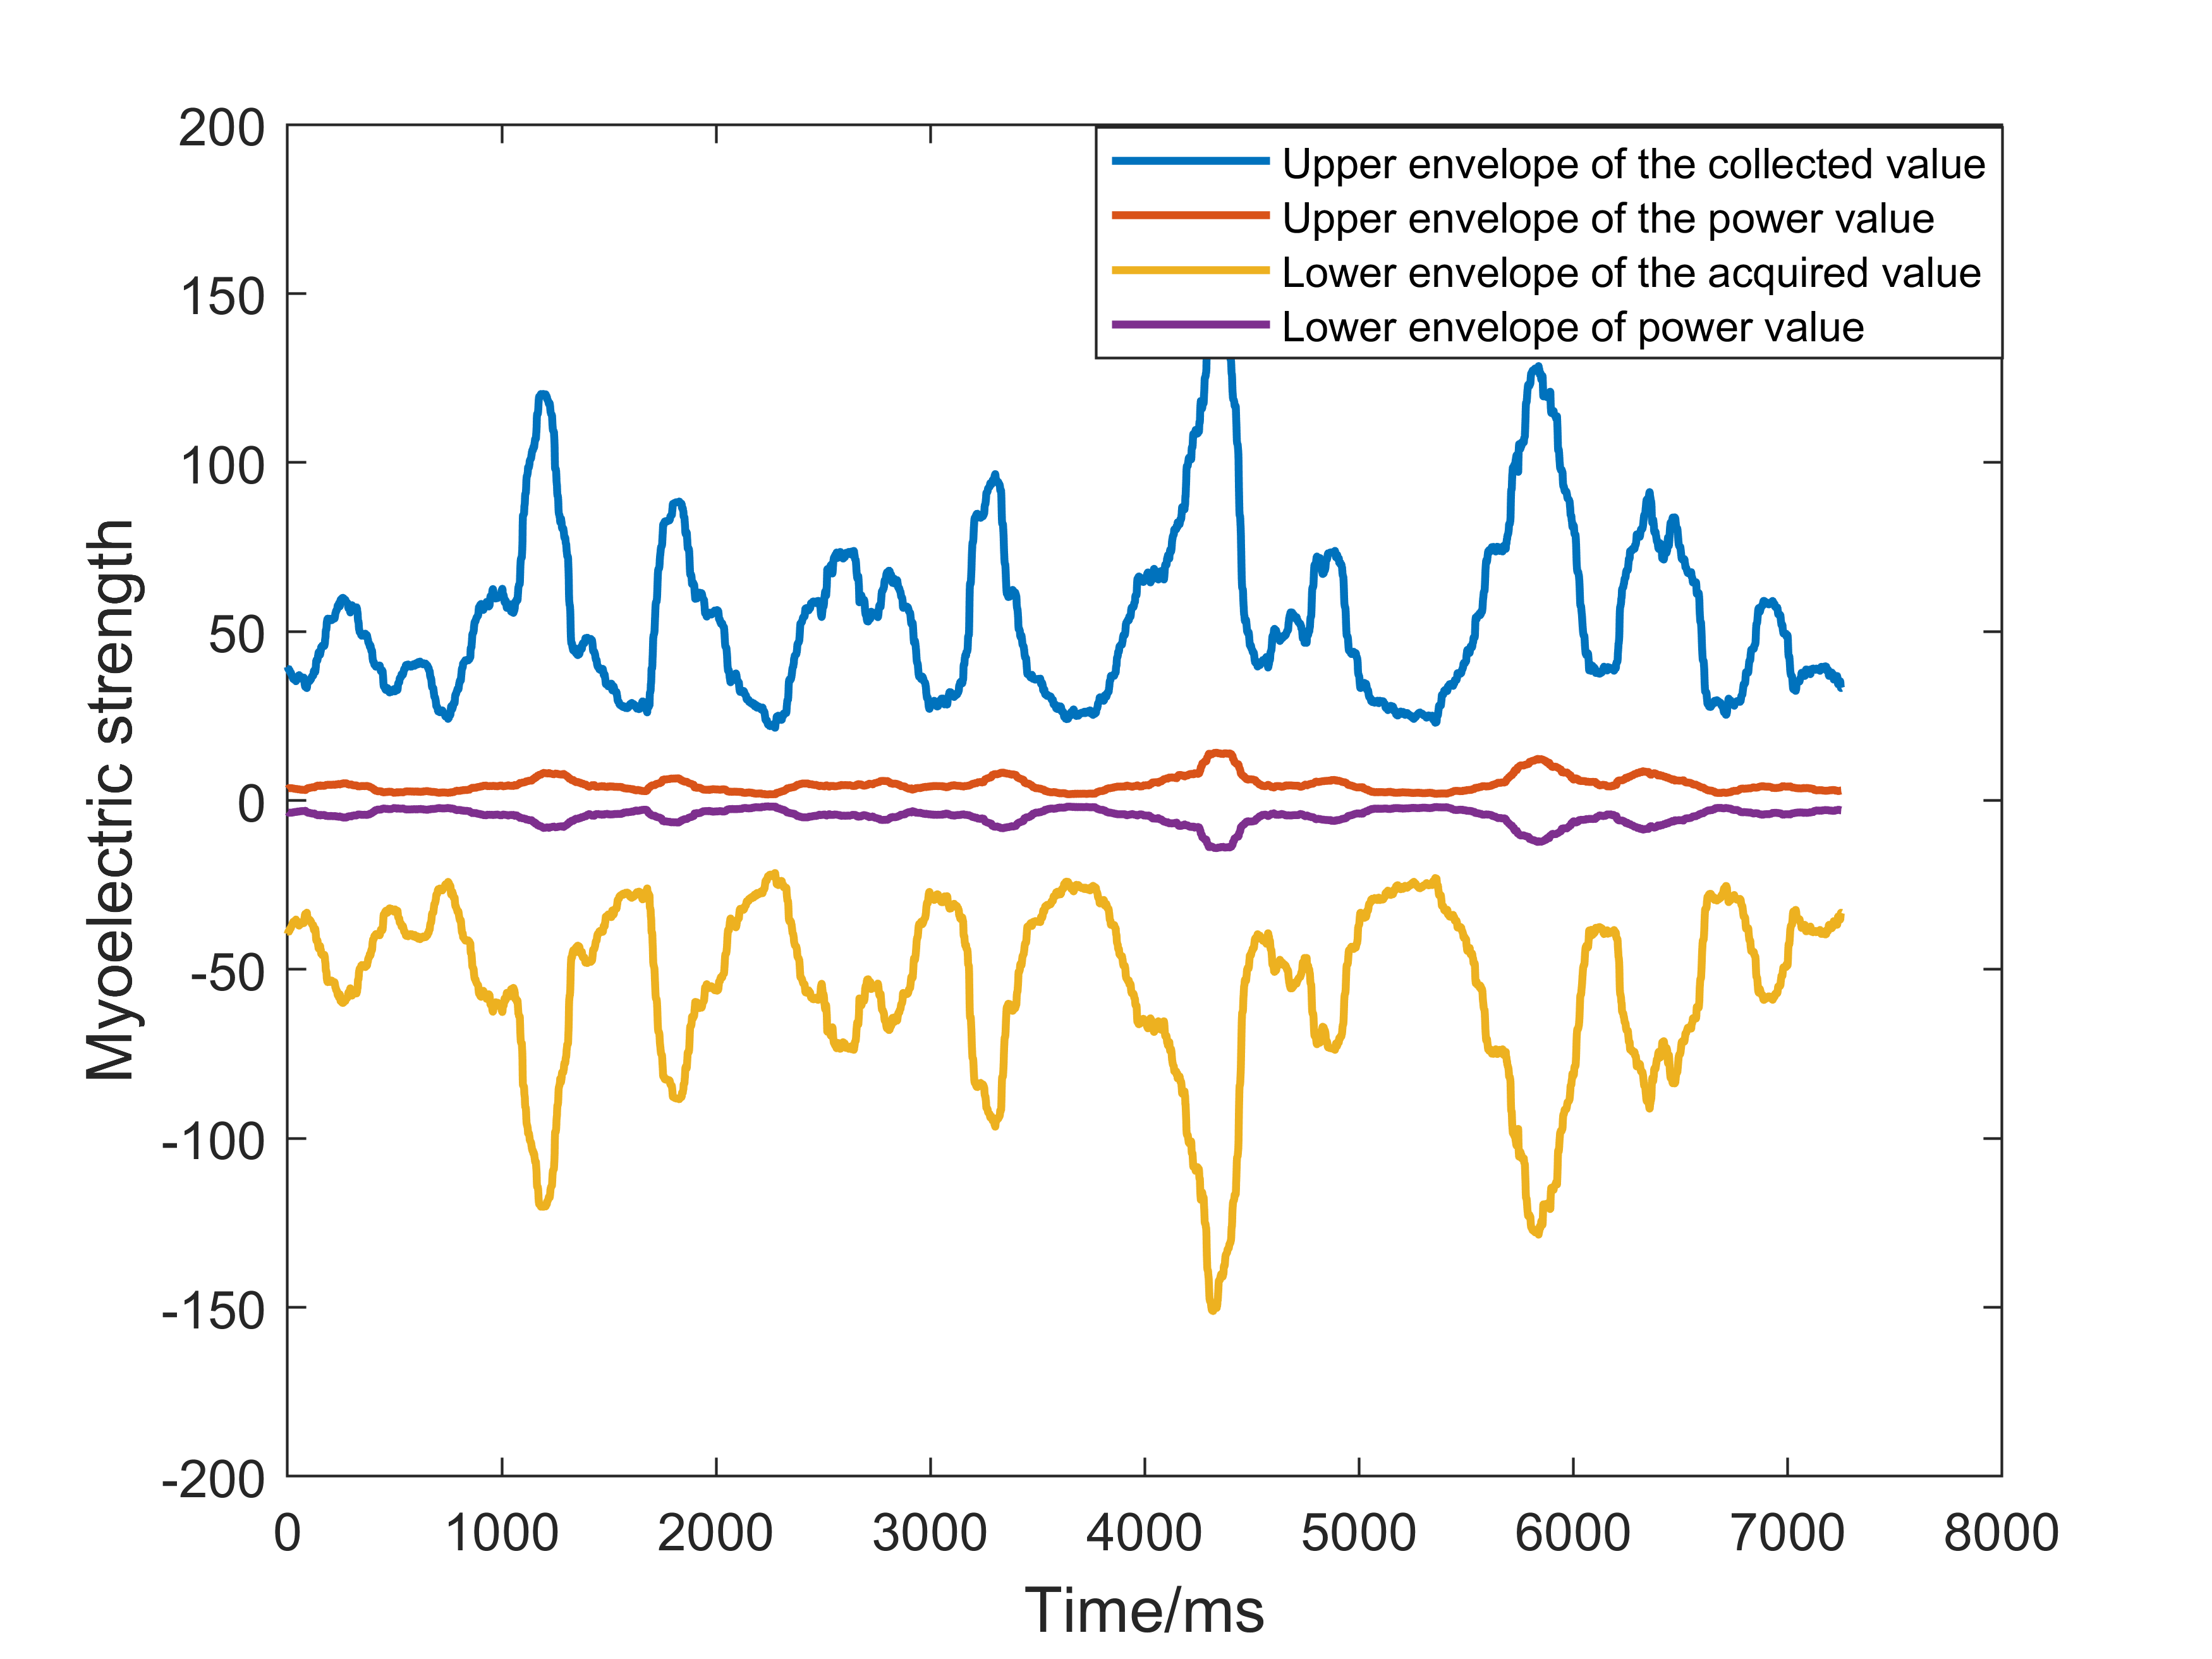 Upper envelope of the collected value
Upper envelope of the power value
Lower envelope of the acquired value
Lower envelope of power value
200
150
100
50
0
-50
-100
-150
-200
Myoelectric strength
0 1000 2000 3000 4000 5000 6000 7000 8000
Time/ms